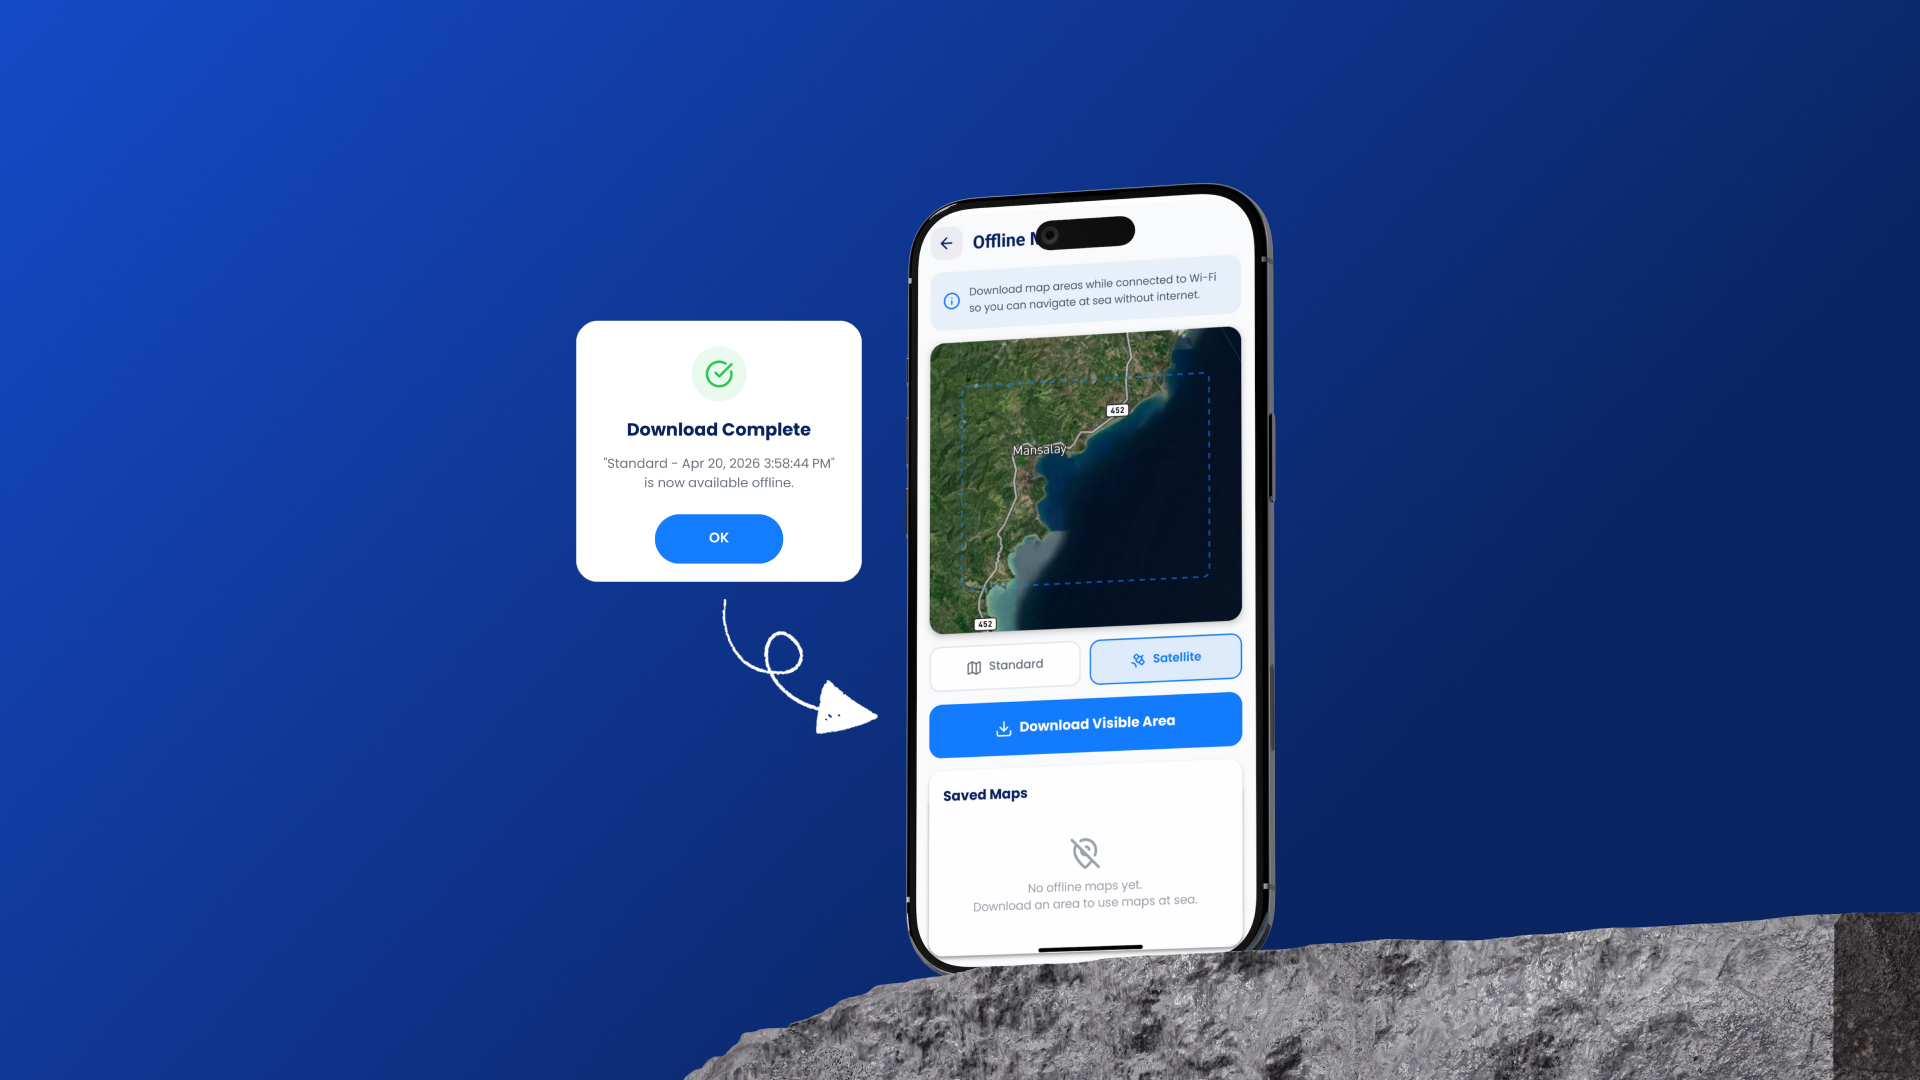 Download Complete
"Standard - Apr 20, 2026 3:58:44 PM"
is now available offline.
OK
Offline
Download map areas while connected to Wi-Fi
so you can navigate at sea without internet.
452
Mansalay
452
Standard
Satellite
Download Visible Area
Saved Maps
No offline maps yet.
Download an area to use maps at sea.